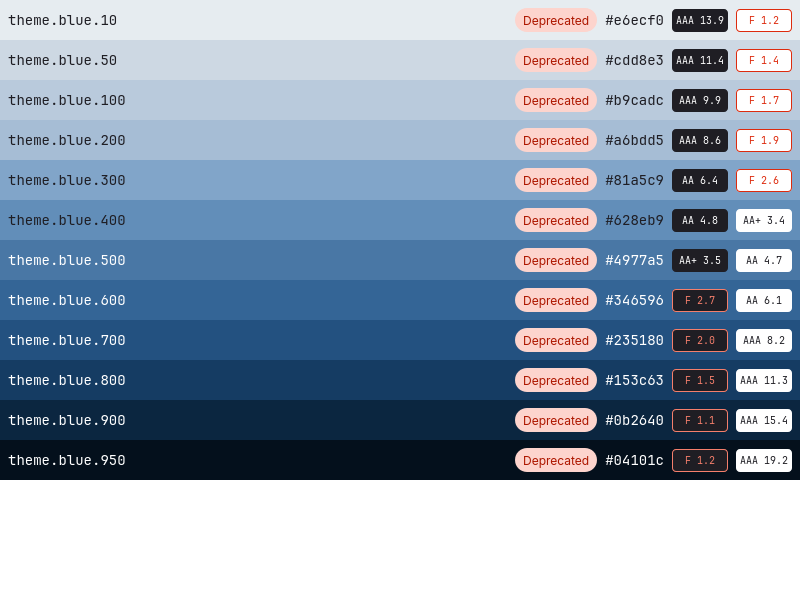 theme.blue.10 Deprecated #e6ecf0 AAA 13.9 F 1.2
theme.blue.50 Deprecated #cdd8e3 AAA 11.4 F 1.4
theme.blue.100 Deprecated #b9cadc AAA 9.9 F 1.7
theme.blue.200 Deprecated #a6bdd5 AAA 8.6 F 1.9
theme.blue.300 Deprecated #81a5c9 AA 6.4 F 2.6
theme.blue.400 Deprecated #628eb9 AA 4.8 AA+ 3.4
theme.blue.500 Deprecated #4977a5 AA+ 3.5 AA 4.7
theme.blue.600 Deprecated #346596 F 2.7 AA 6.1
theme.blue.700 Deprecated #235180 F 2.0 AAA 8.2
theme.blue.800 Deprecated #153c63 F 1.5 AAA 11.3
theme.blue.900 Deprecated #0b2640 F 1.1 AAA 15.4
theme.blue.950 Deprecated #04101c F 1.2 AAA 19.2